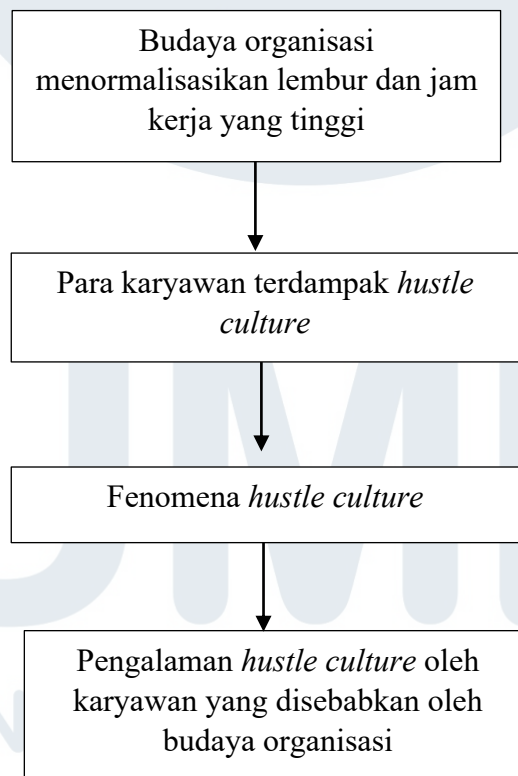 Budaya organisasi
menormalisasikan lembur dan jam
kerja yang tinggi
Para karyawan terdampak hustle
culture
Fenomena hustle culture
Pengalaman hustle culture oleh
karyawan yang disebabkan oleh
budaya organisasi